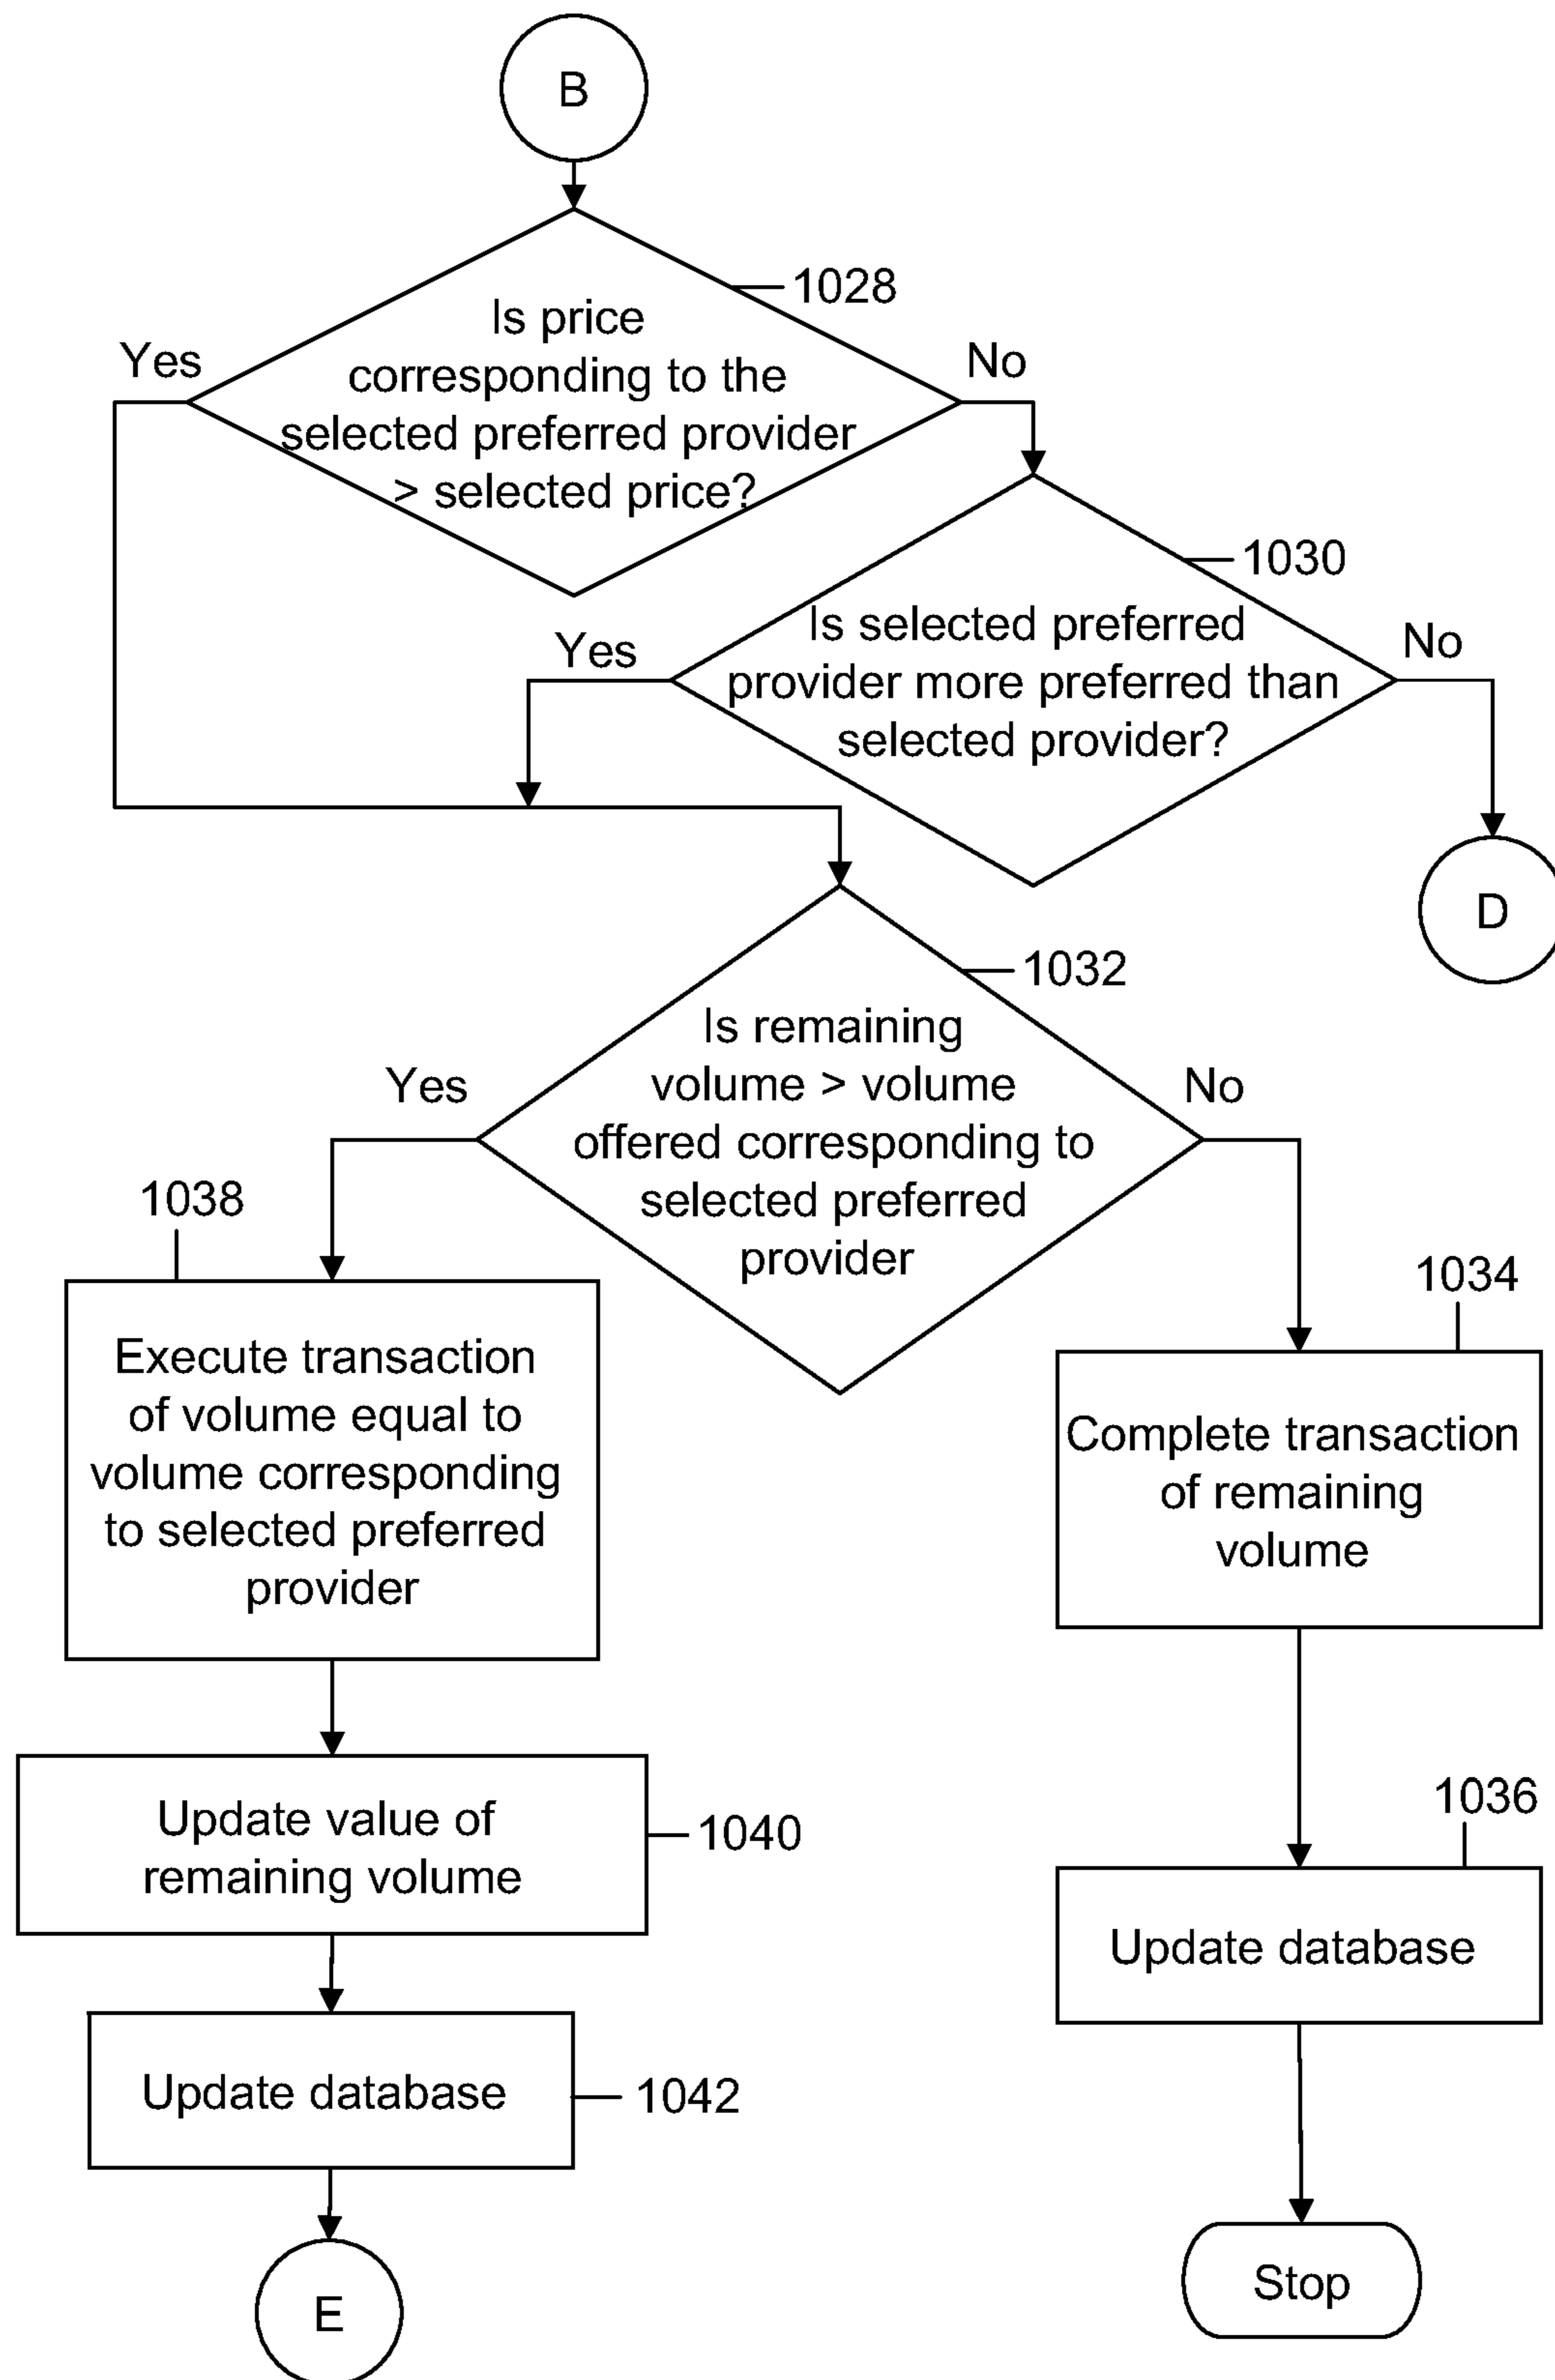 B
1028
Is price
corresponding to the
selected preferred provider
> selected price?
Yes
No
1030
Is selected preferred
provider more preferred than
selected provider?
Yes
No
D
1032
Is remaining
volume > volume
offered corresponding to
selected preferred
provider
Yes
No
1038
Execute transaction
of volume equal to
volume corresponding
to selected preferred
provider
1034
Complete transaction
of remaining
volume
Update value of
remaining volume
1040
1036
Update database
Update database
1042
Stop
E